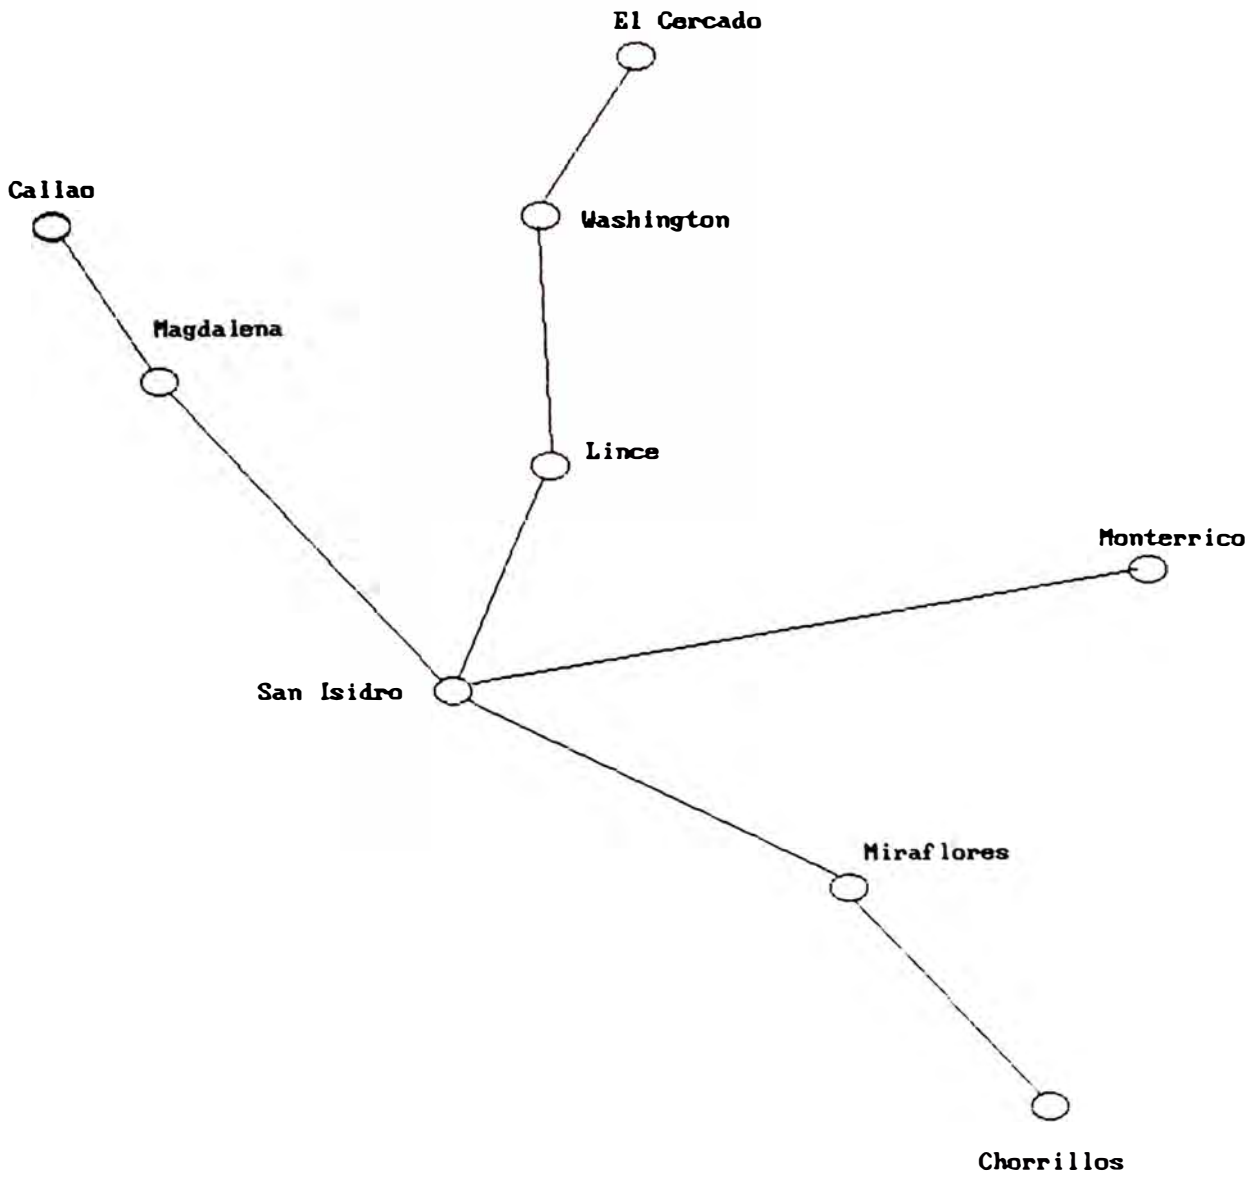 El Cercado
Callao
Washington
Magdalena
Lince
Monterrico
San Isidro
Miraflores
Chorrillos